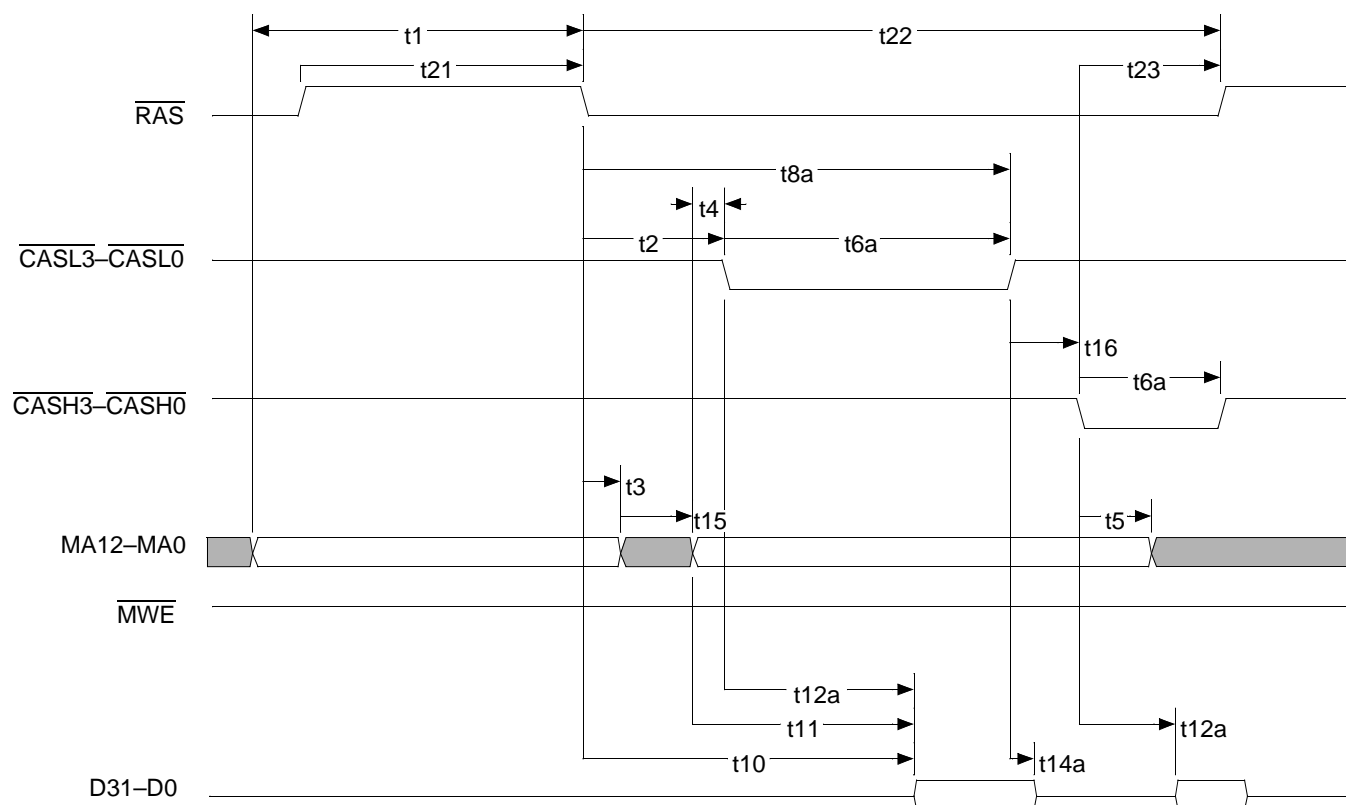 t1
t22
t21
t23
RAS
t8a
t4
t2
t6a
CASL3–CASL0
t16
t6a
CASH3–CASH0
t3
t15
t5
MA12–MA0
MWE
t12a
t11
t12a
t10
t14a
D31–D0